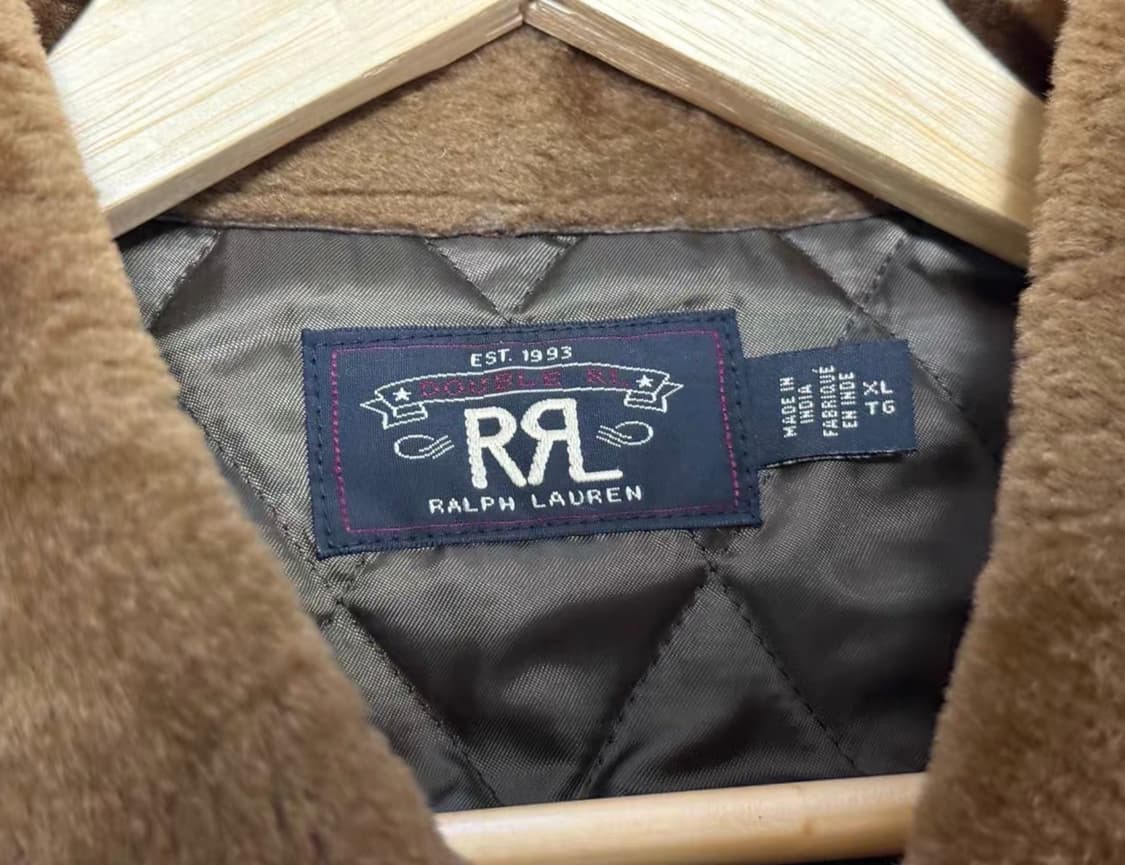 EST. 1993
DOUBLE RL
RRL
RALPH LAUREN
MADE IN
INDIA
FABRIQUÉ
EN INDE
XL
TG